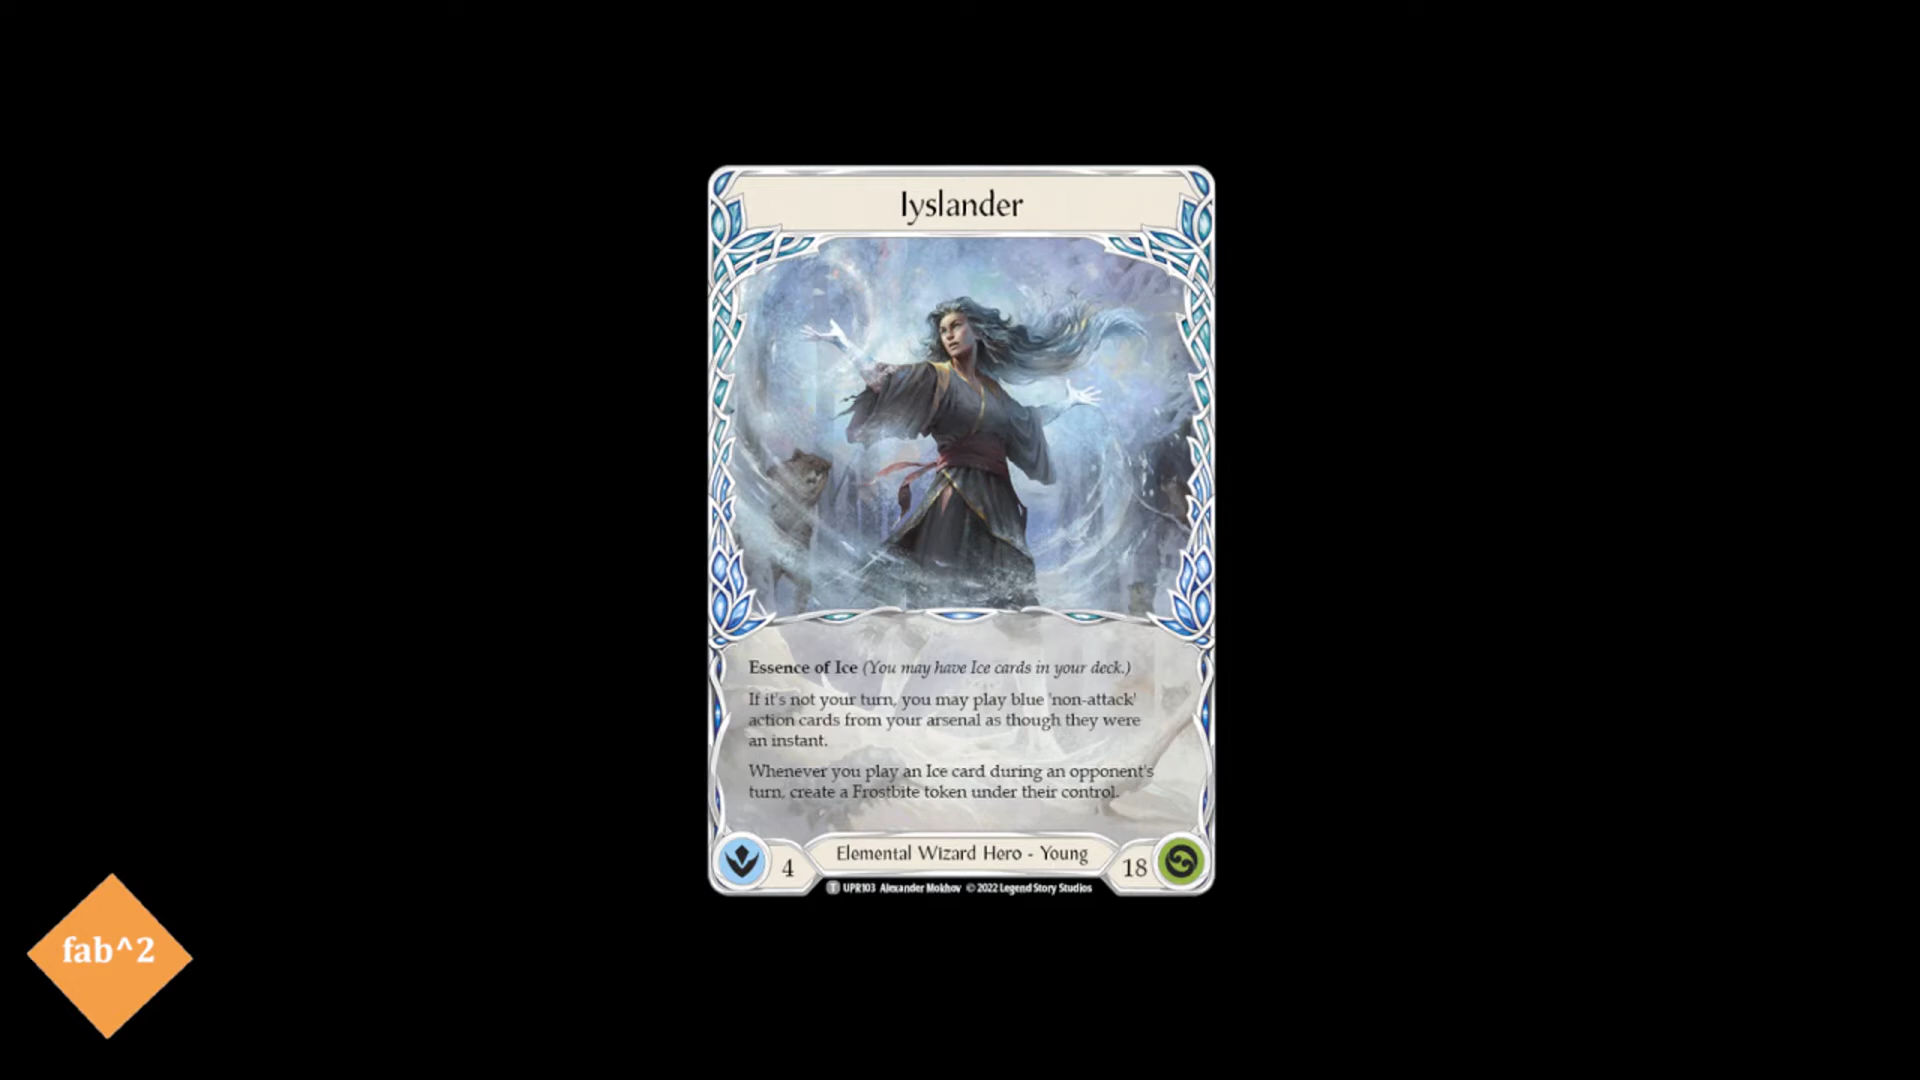 Iyslander
Essence of Ice (You may have Ice cards in your deck.)
If it's not your turn, you may play blue 'non-attack'
action cards from your arsenal as though they were
an instant.
Whenever you play an Ice card during an opponent's
turn, create a Frostbite token under their control.
4
Elemental Wizard Hero - Young
18
T UPR103 Alexander Mokhov © 2022 Legend Story Studios
fab^2